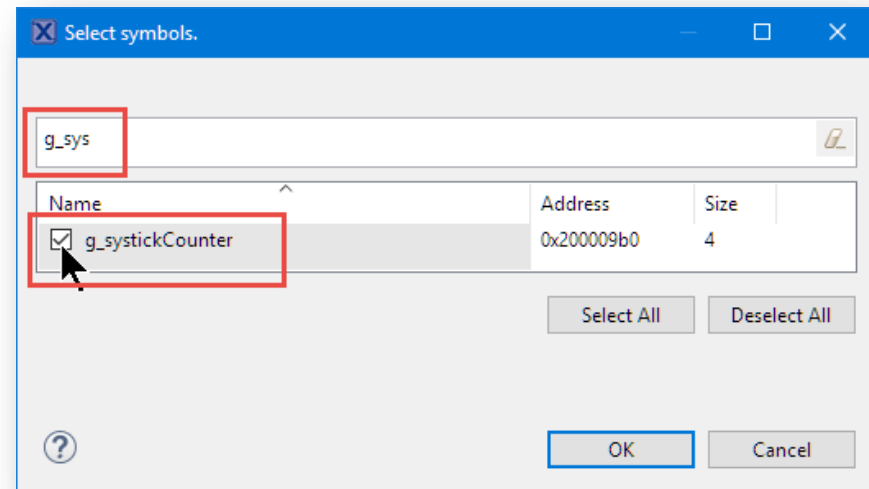 Select symbols.
g_sys
Name Address Size
g_systickCounter 0x200009b0 4
Select All Deselect All
? OK Cancel